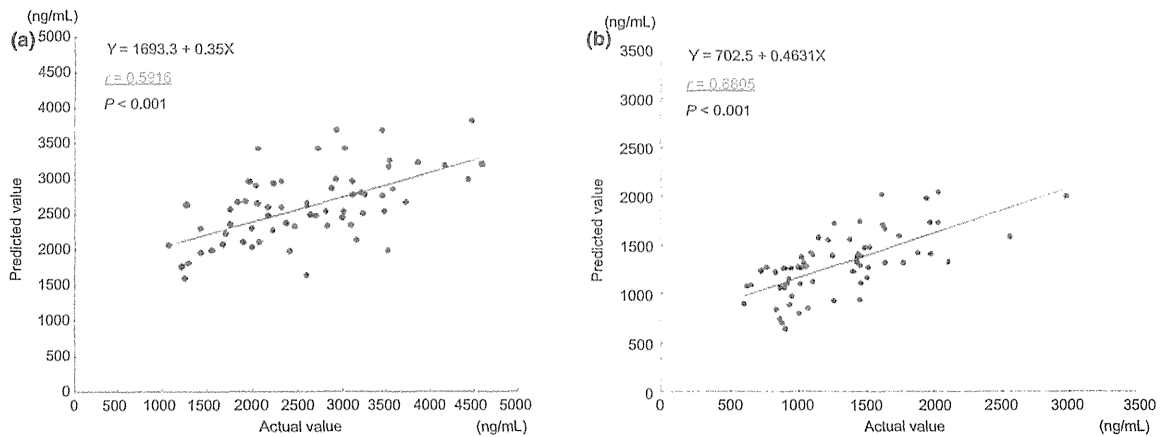 (ng/mL)
(a)
5000
Y = 1693.3 + 0.35X
4500
r = 0.5916
4000
P < 0.001
3500
3000
2500
2000
1500
1000
500
0
Predicted value
0 500 1000 1500 2000 2500 3000 3500 4000 4500 5000
Actual value (ng/mL)
(ng/mL)
(b)
3500
Y = 702.5 + 0.4631X
r = 0.6805
3000
P < 0.001
2500
2000
1500
1000
500
0
Predicted value
0 500 1000 1500 2000 2500 3000 3500
Actual value (ng/mL)